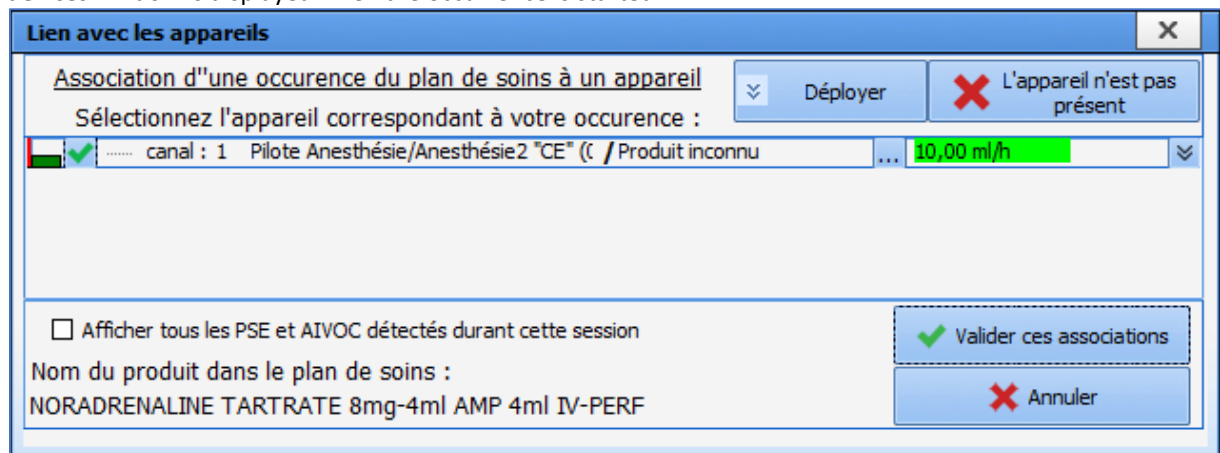 Lien avec les appareils
Association d''une occurence du plan de soins à un appareil
Sélectionnez l'appareil correspondant à votre occurence :
Déployer
L'appareil n'est pas
présent
canal : 1 Pilote Anesthésie/Anesthésie2 "CE" (( / Produit inconnu
...
10,00 ml/h
Afficher tous les PSE et AIVOC détectés durant cette session
Valider ces associations
Nom du produit dans le plan de soins :
NORADRENALINE TARTRATE 8mg-4ml AMP 4ml IV-PERF
Annuler